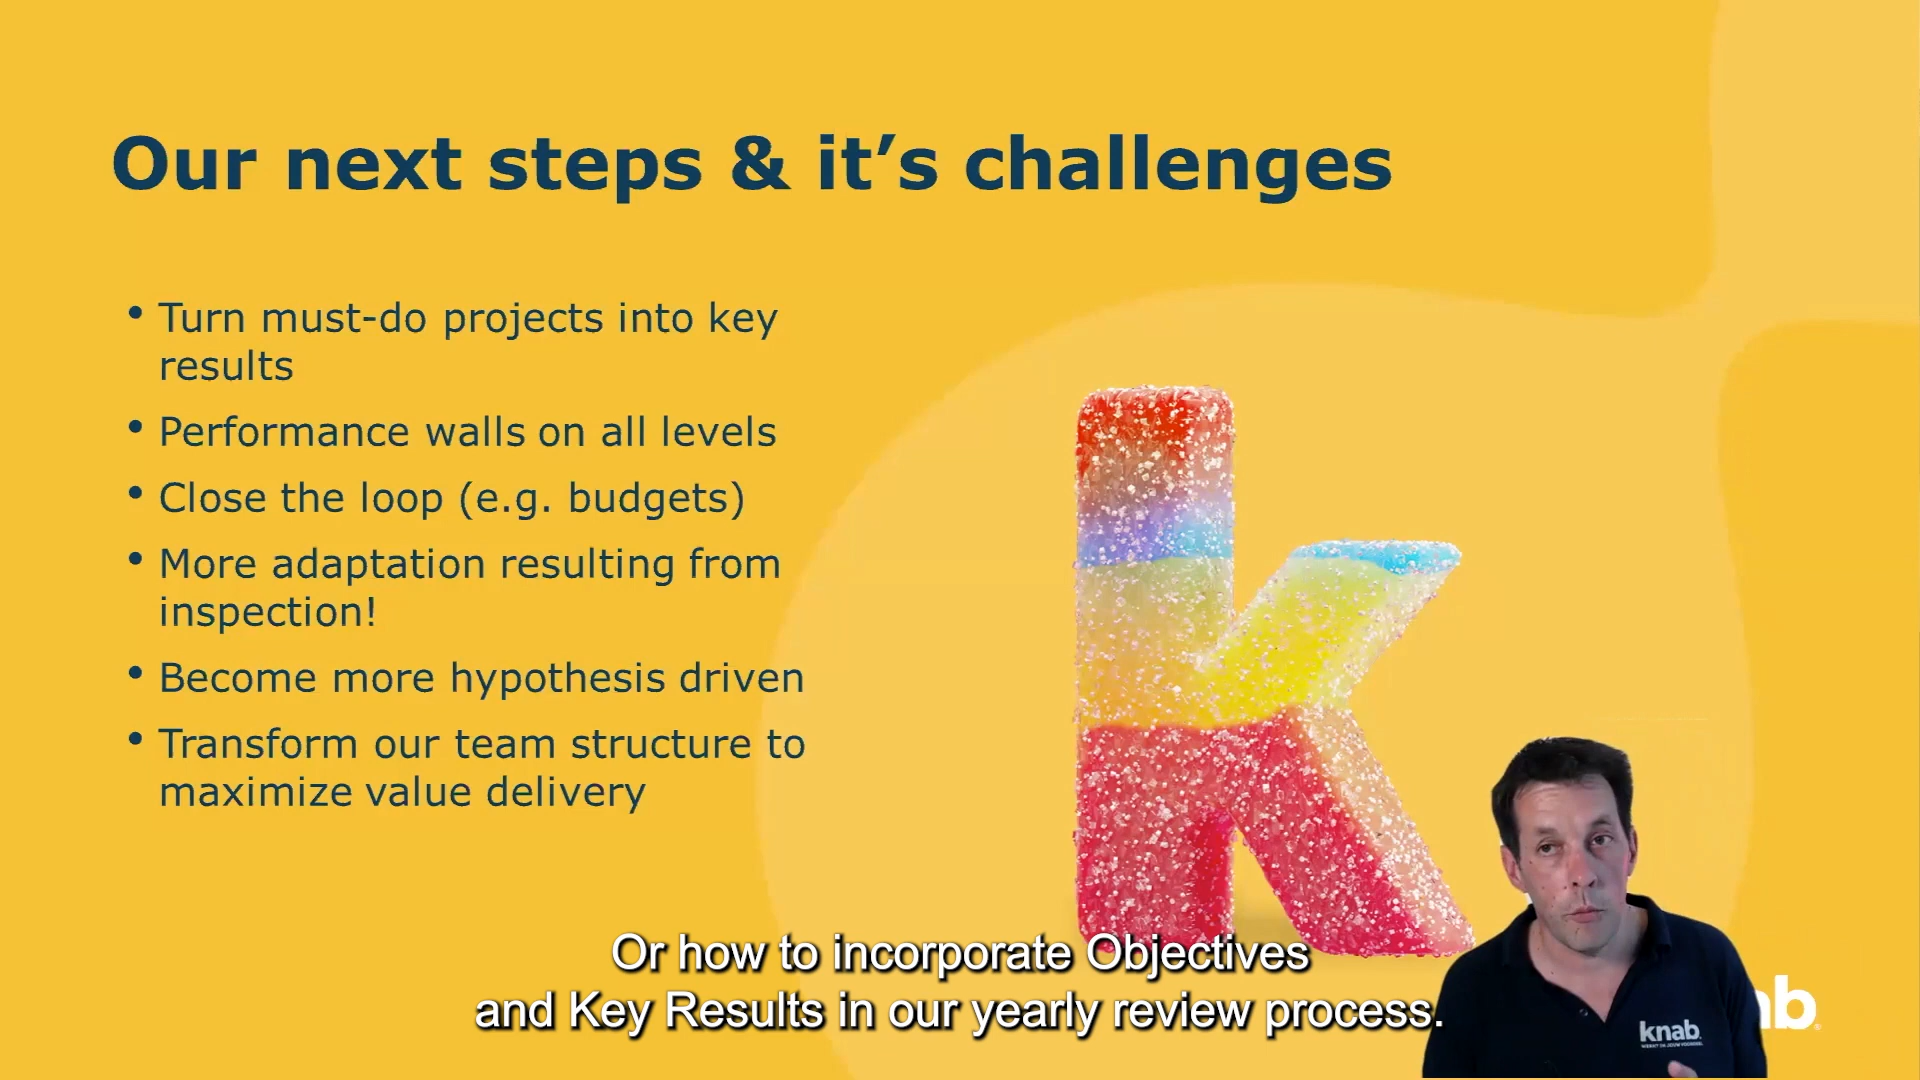 Our next steps & it’s challenges
• Turn must-do projects into key
results
• Performance walls on all levels
• Close the loop (e.g. budgets)
• More adaptation resulting from
inspection!
• Become more hypothesis driven
• Transform our team structure to
maximize value delivery
k
Or how to incorporate Objectives
and Key Results in our yearly review process.
knab.